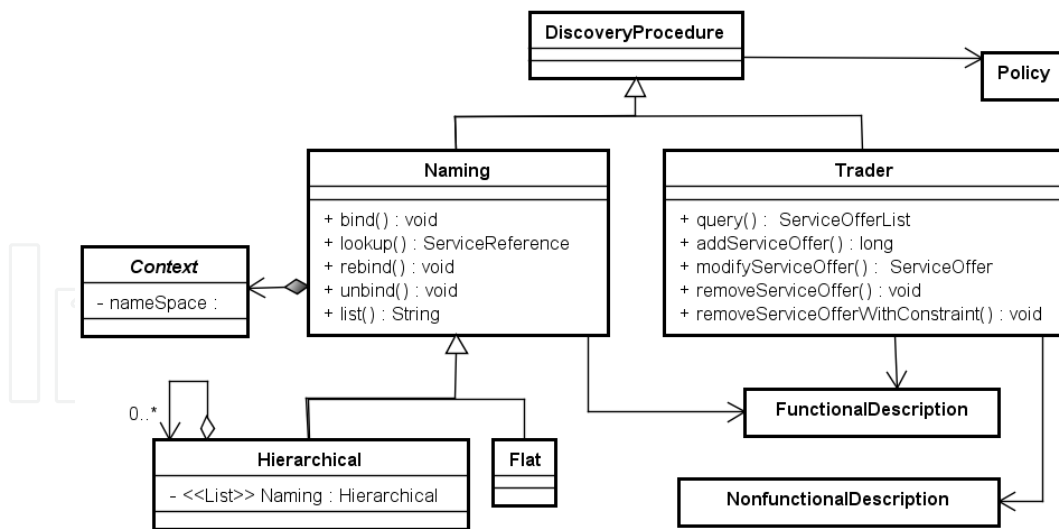 DiscoveryProcedure
Policy
Naming
+ bind() : void
+ lookup() : ServiceReference
+ rebind() : void
+ unbind() : void
+ list() : String
Trader
+ query() : ServiceOfferList
+ addServiceOffer() : long
+ modifyServiceOffer() : ServiceOffer
+ removeServiceOffer() : void
+ removeServiceOfferWithConstraint() : void
Context
- nameSpace :
0..*
Hierarchical
- <<List>> Naming : Hierarchical
Flat
FunctionalDescription
NonfunctionalDescription